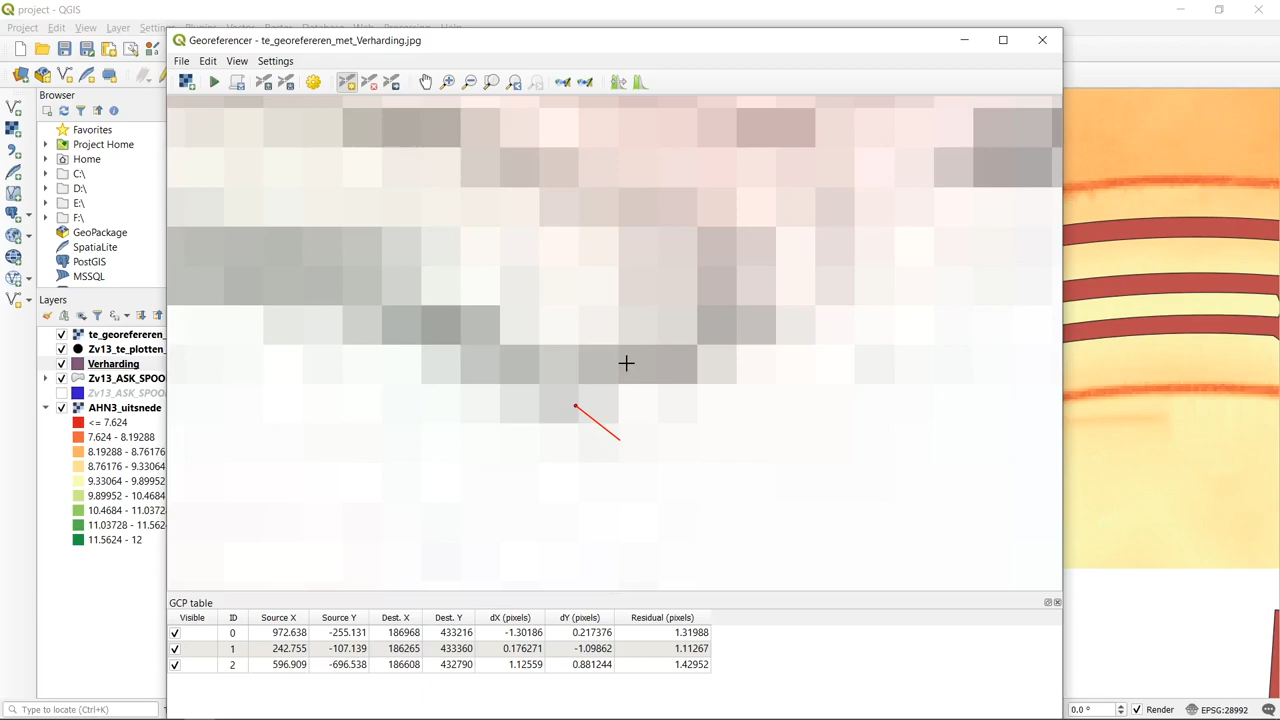 project - QGIS
Project Edit View Layer Settin
Georeferencer - te_georefereren_met_Verharding.jpg
File Edit View Settings
Browser
Favorites
Project Home
Home
C:\
D:\
E:\
F:\
GeoPackage
SpatiaLite
PostGIS
MSSQL
Layers
te_georefereren_
Zv13_te_plotten_
Verharding
Zv13_ASK_SPOO
Zv13_ASK_SPOO
AHN3_uitsnede
<= 7.624
7.624 - 8.19288
8.19288 - 8.76176
8.76176 - 9.33064
9.33064 - 9.89952
9.89952 - 10.4684
10.4684 - 11.0372
11.03728 - 11.562
11.5624 - 12
GCP table
Visible ID Source X Source Y Dest. X Dest. Y dX (pixels) dY (pixels) Residual (pixels)
0 972.638 -255.131 186968 433216 -1.30186 0.217376 1.31988
1 242.755 -107.139 186265 433360 0.176271 -1.09862 1.11267
2 596.909 -696.538 186608 432790 1.12559 0.881244 1.42952
Type to locate (Ctrl+K)
0.0 °
Render
EPSG:28992